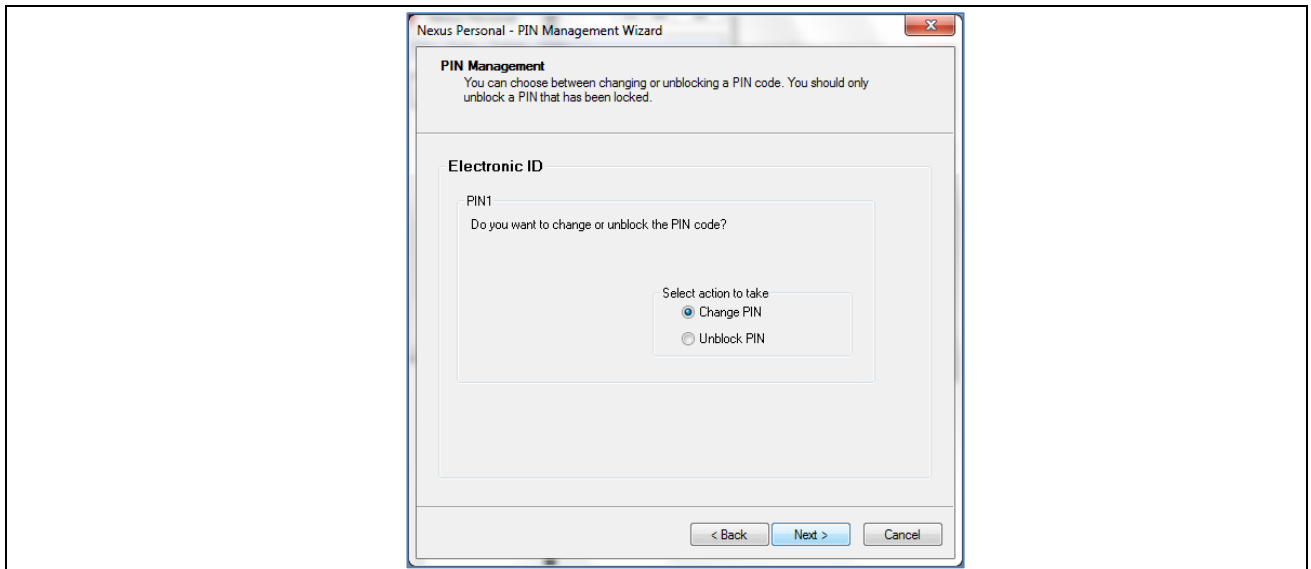 Nexus Personal - PIN Management Wizard
PIN Management
You can choose between changing or unblocking a PIN code. You should only
unblock a PIN that has been locked.
Electronic ID
PIN1
Do you want to change or unblock the PIN code?
Select action to take
Change PIN
Unblock PIN
< Back Next > Cancel